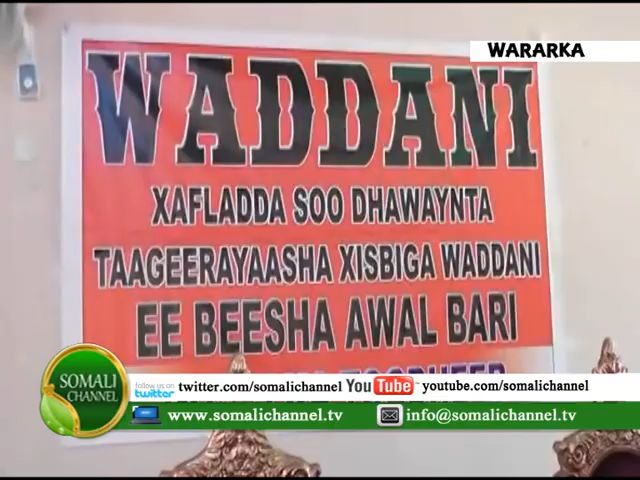 WARARKA
WADDANI
XAFLADDA SOO DHAWAYNTA
TAAGEERAYAASHA XISBIGA WADDANI
EE BEESHA AWAL BARI
SOMALI
CHANNEL
follow us on
twitter
twitter.com/somalichannel
YouTube
youtube.com/somalichannel
www.somalichannel.tv
info@somalichannel.tv